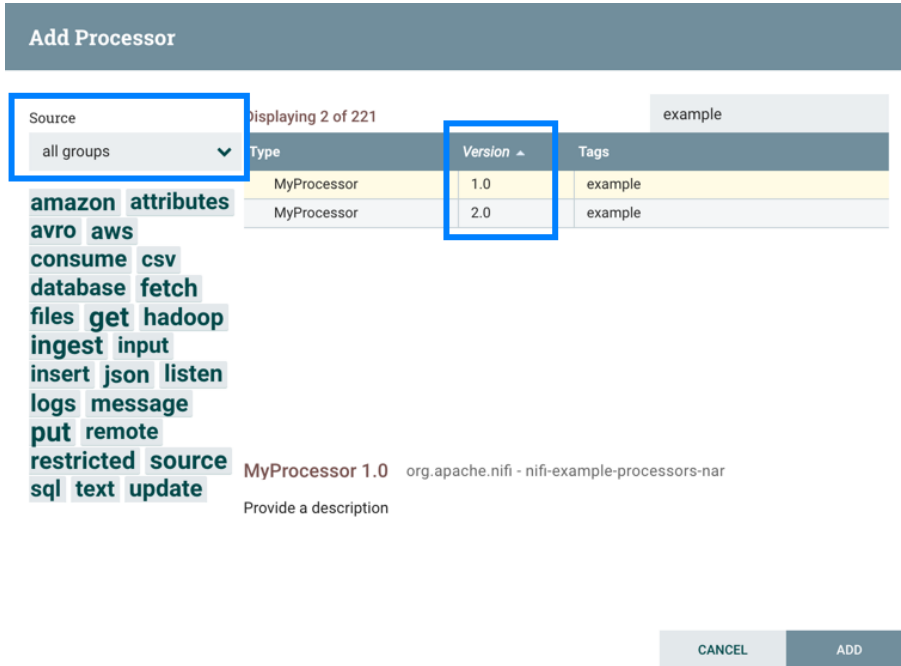 Add Processor
Source
all groups
Displaying 2 of 221
example
Type Version Tags
MyProcessor 1.0 example
MyProcessor 2.0 example
amazon attributes
avro aws
consume csv
database fetch
files get hadoop
ingest input
insert json listen
logs message
put remote
restricted source
sql text update
MyProcessor 1.0 org.apache.nifi - nifi-example-processors-nar
Provide a description
CANCEL ADD